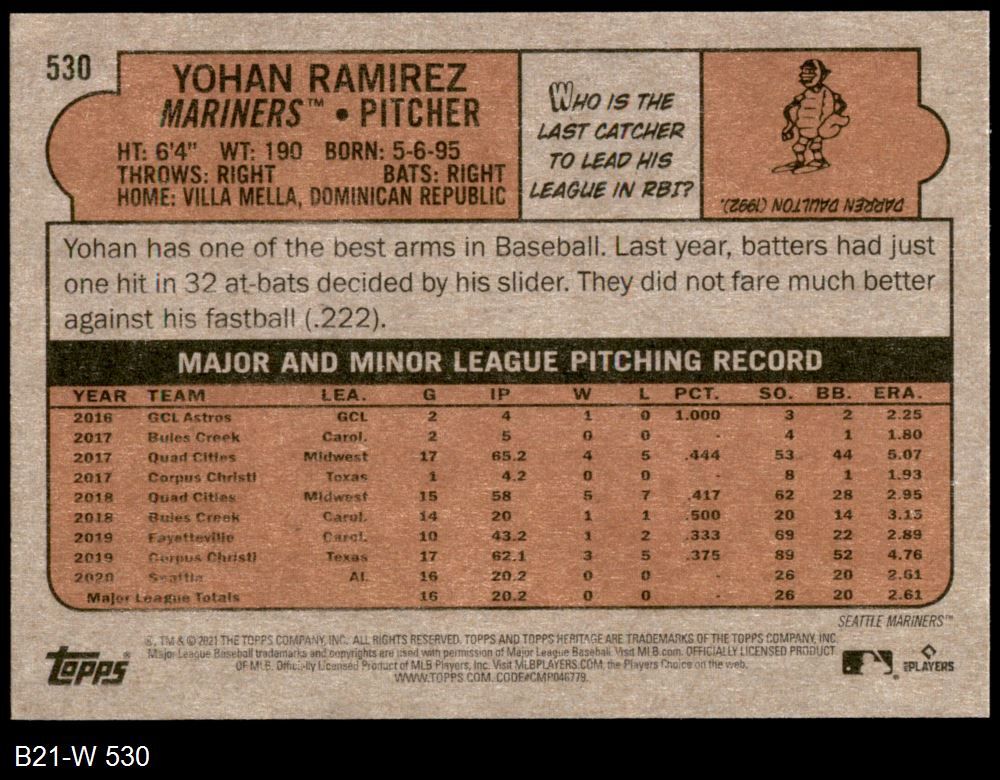 530
YOHAN RAMIREZ
MARINERS™ • PITCHER
HT: 6'4" WT: 190 BORN: 5-6-95
THROWS: RIGHT BATS: RIGHT
HOME: VILLA MELLA, DOMINICAN REPUBLIC
WHO IS THE
LAST CATCHER
TO LEAD HIS
LEAGUE IN RBI?
DARREN DAULTON (1992).
Yohan has one of the best arms in Baseball. Last year, batters had just
one hit in 32 at-bats decided by his slider. They did not fare much better
against his fastball (.222).
MAJOR AND MINOR LEAGUE PITCHING RECORD
YEAR TEAM LEA. G IP W L PCT. SO. BB. ERA.
2016 GCL Astros GCL 2 4 1 0 1.000 3 2 2.25
2017 Buies Creek Carol. 2 5 0 0 - 4 1 1.80
2017 Quad Cities Midwest 17 65.2 4 5 .444 53 44 5.07
2017 Corpus Christi Texas 1 4.2 0 0 - 8 1 1.93
2018 Quad Cities Midwest 15 58 5 7 .417 62 28 2.95
2018 Buies Creek Carol. 14 20 1 1 .500 20 14 3.15
2019 Fayetteville Carol. 10 43.2 1 2 .333 69 22 2.89
2019 Corpus Christi Texas 17 62.1 3 5 .375 89 52 4.76
2020 Seattle AL 16 20.2 0 0 - 26 20 2.61
Major League Totals 16 20.2 0 0 - 26 20 2.61
SEATTLE MARINERS™
®, TM & © 2021 THE TOPPS COMPANY, INC. ALL RIGHTS RESERVED. TOPPS AND TOPPS HERITAGE ARE TRADEMARKS OF THE TOPPS COMPANY, INC.
Major League Baseball trademarks and copyrights are used with permission of Major League Baseball. Visit MLB.com. OFFICIALLY LICENSED PRODUCT
OF MLB. Officially Licensed Product of MLB Players, Inc. Visit MLBPLAYERS.COM, the Players Choice on the web.
WWW.TOPPS.COM. CODE#CMP046779.
Topps®
MLB PLAYERS
B21-W 530